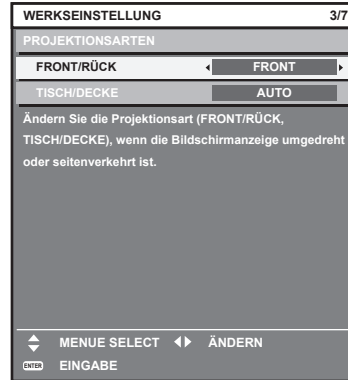 WERKSEINSTELLUNG 3/7
PROJEKTIONSARTEN
FRONT/RÜCK FRONT
TISCH/DECKE AUTO
Ändern Sie die Projektionsart (FRONT/RÜCK,
TISCH/DECKE), wenn die Bildschirmanzeige umgedreht
oder seitenverkehrt ist.
MENUE SELECT ÄNDERN
ENTER EINGABE